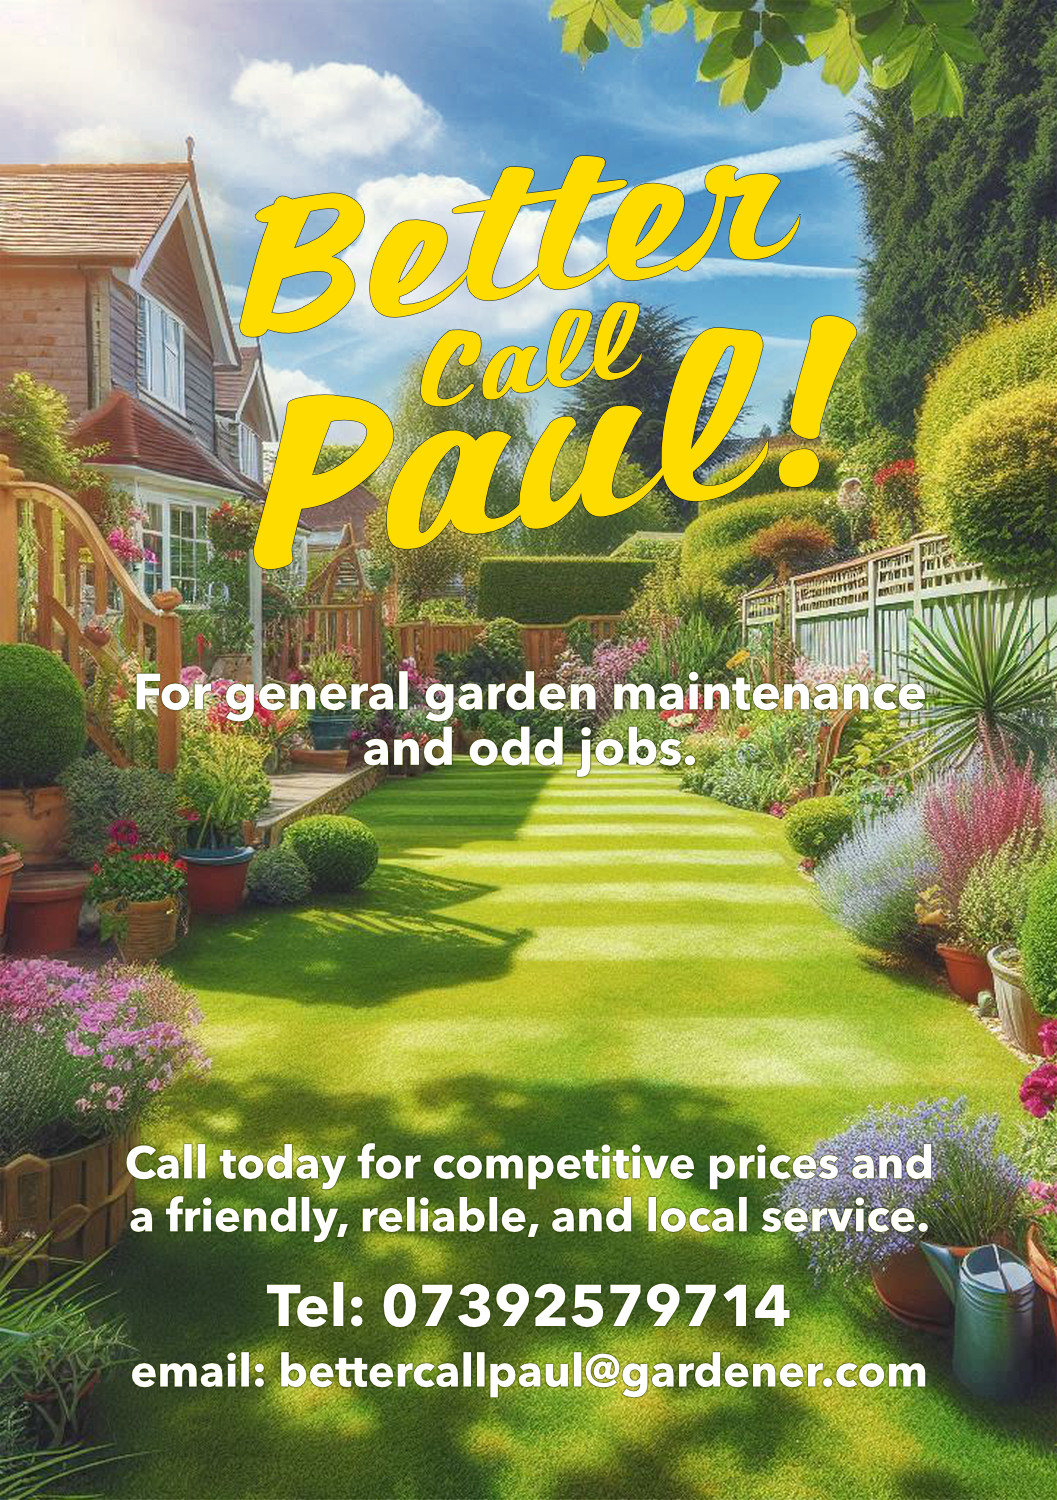 Better
Call
Paul!
For general garden maintenance
and odd jobs.
Call today for competitive prices and
a friendly, reliable, and local service.
Tel: 07392579714
email: bettercallpaul@gardener.com